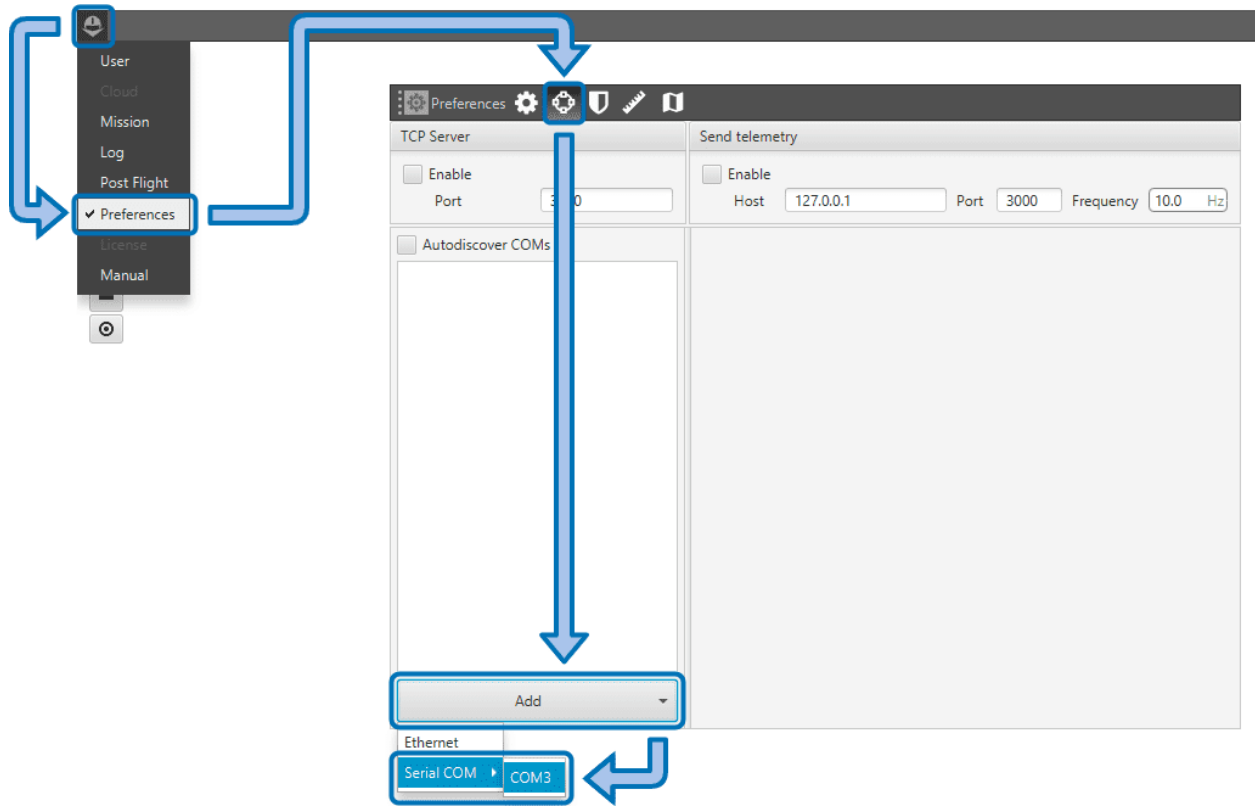 User
Cloud
Mission
Log
Post Flight
Preferences
License
Manual
Preferences
TCP Server
Enable
Port
Send telemetry
Enable
Host 127.0.0.1 Port 3000 Frequency 10.0 Hz
Autodiscover COMs
Add
Ethernet
Serial COM
COM3